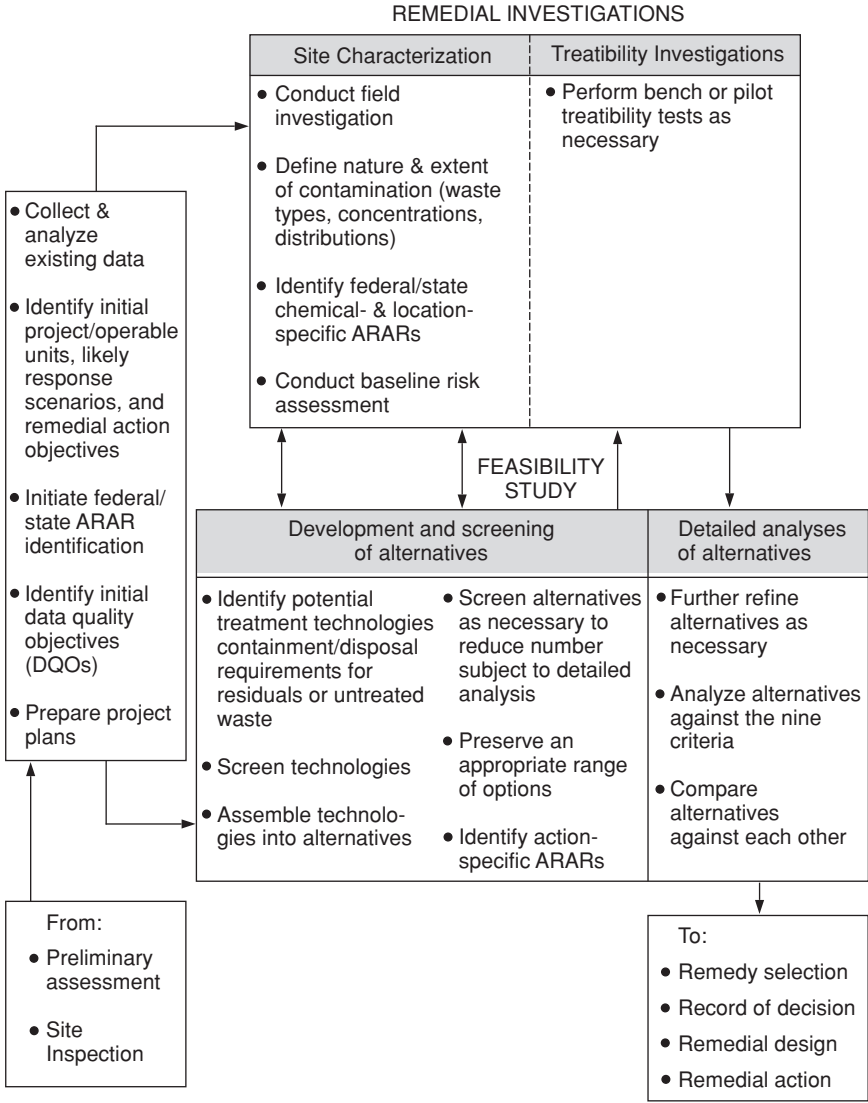 REMEDIAL INVESTIGATIONS
Site Characterization
• Conduct field
investigation
• Define nature & extent
of contamination (waste
types, concentrations,
distributions)
• Identify federal/state
chemical- & location-
specific ARARs
• Conduct baseline risk
assessment
Treatibility Investigations
• Perform bench or pilot
treatibility tests as
necessary
• Collect &
analyze
existing data
• Identify initial
project/operable
units, likely
response
scenarios, and
remedial action
objectives
• Initiate federal/
state ARAR
identification
• Identify initial
data quality
objectives
(DQOs)
• Prepare project
plans
FEASIBILITY
STUDY
Development and screening
of alternatives
• Identify potential
treatment technologies
containment/disposal
requirements for
residuals or untreated
waste
• Screen technologies
• Assemble technolo-
gies into alternatives
• Screen alternatives
as necessary to
reduce number
subject to detailed
analysis
• Preserve an
appropriate range
of options
• Identify action-
specific ARARs
Detailed analyses
of alternatives
• Further refine
alternatives as
necessary
• Analyze alternatives
against the nine
criteria
• Compare
alternatives
against each other
From:
• Preliminary
assessment
• Site
Inspection
To:
• Remedy selection
• Record of decision
• Remedial design
• Remedial action